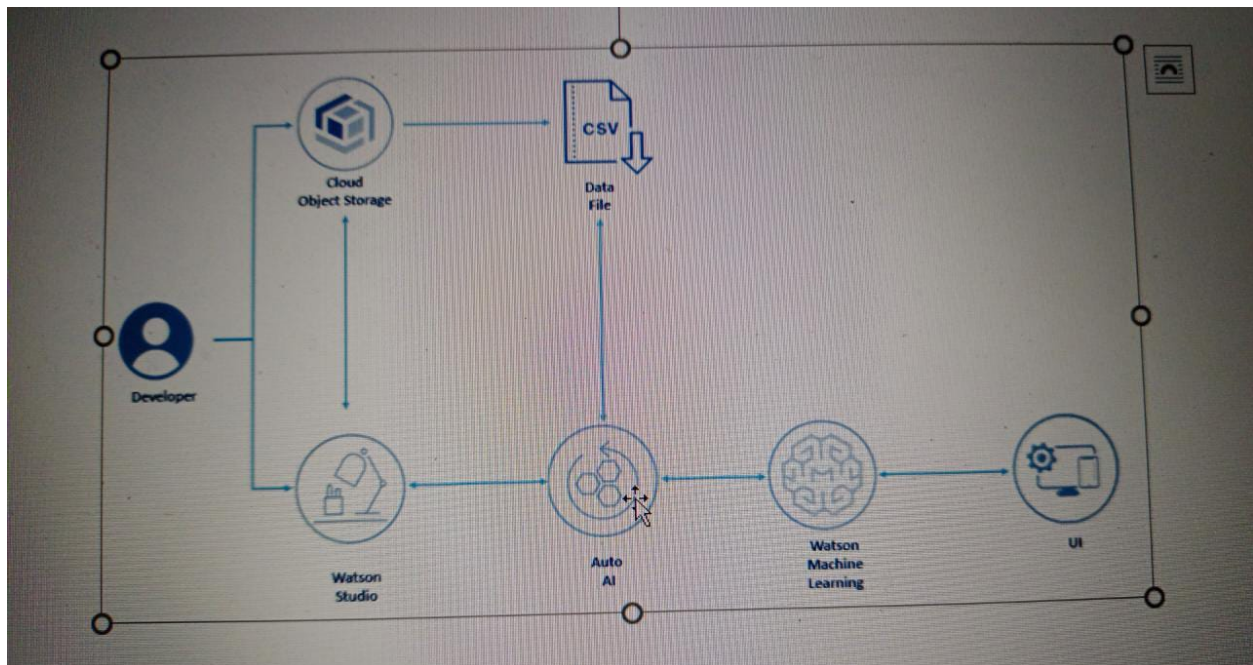 Cloud
Object Storage
CSV
Data
File
Developer
Watson
Studio
Auto
AI
M
Watson
Machine
Learning
UI